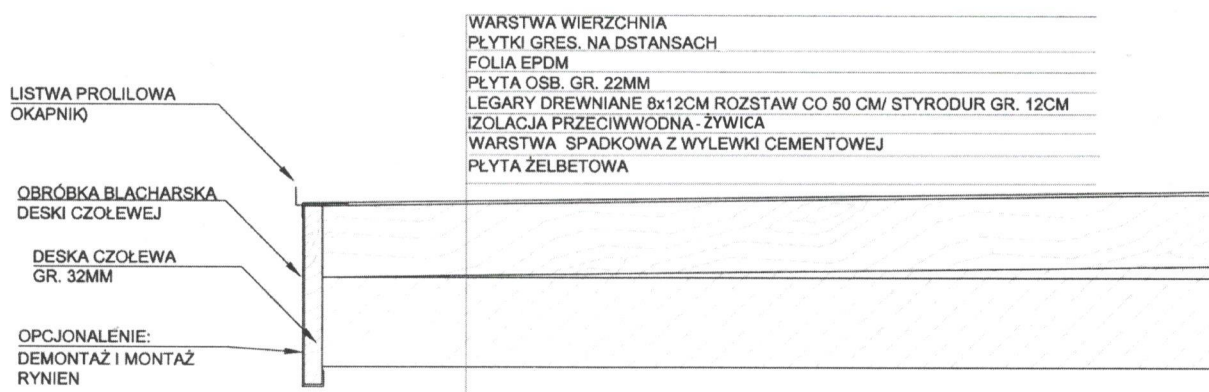 WARSTWA WIERZCHNIA
PŁYTKI GRES. NA DSTANSACH
FOLIA EPDM
PŁYTA OSB. GR. 22MM
LEGARY DREWNIANE 8x12CM ROZSTAW CO 50 CM/ STYRODUR GR. 12CM
IZOLACJA PRZECIWWODNA - ŻYWICA
WARSTWA SPADKOWA Z WYLEWKI CEMENTOWEJ
PŁYTA ŻELBETOWA
LISTWA PROLILOWA
OKAPNIK)
OBRÓBKA BLACHARSKA
DESKI CZOŁEWEJ
DESKA CZOŁEWA
GR. 32MM
OPCJONALENIE:
DEMONTAŻ I MONTAŻ
RYNIEN